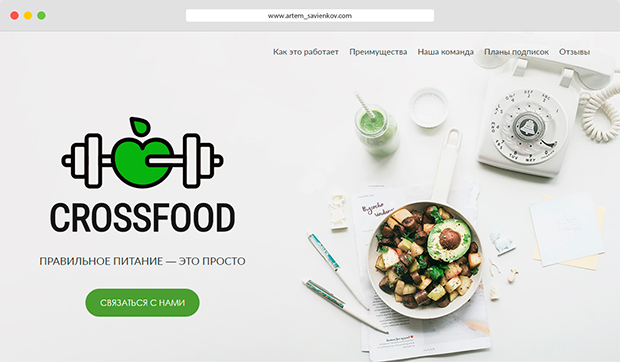 www.artem_savienkov.com
Как это работает Преимущества Наша команда Планы подписок Отзывы
CROSSFOOD
ПРАВИЛЬНОЕ ПИТАНИЕ — ЭТО ПРОСТО
СВЯЗАТЬСЯ С НАМИ